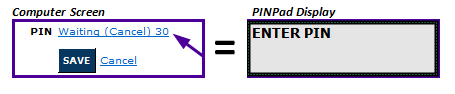 Computer Screen
PINPad Display
PIN Waiting (Cancel) 30
SAVE Cancel
=
ENTER PIN